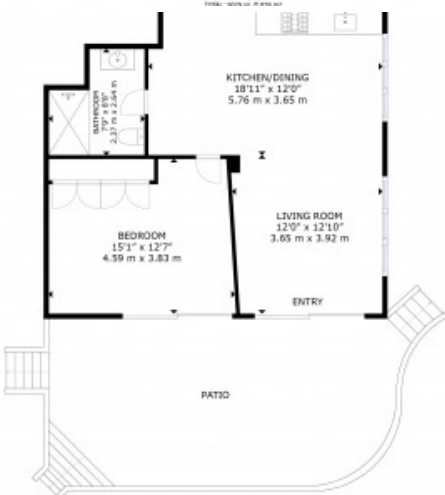 KITCHEN/DINING
18'11" x 12'0"
5.76 m x 3.65 m
BATHROOM
7'9" x 8'8"
2.37 m x 2.64 m
BEDROOM
15'1" x 12'7"
4.59 m x 3.83 m
LIVING ROOM
12'0" x 12'10"
3.65 m x 3.92 m
ENTRY
PATIO